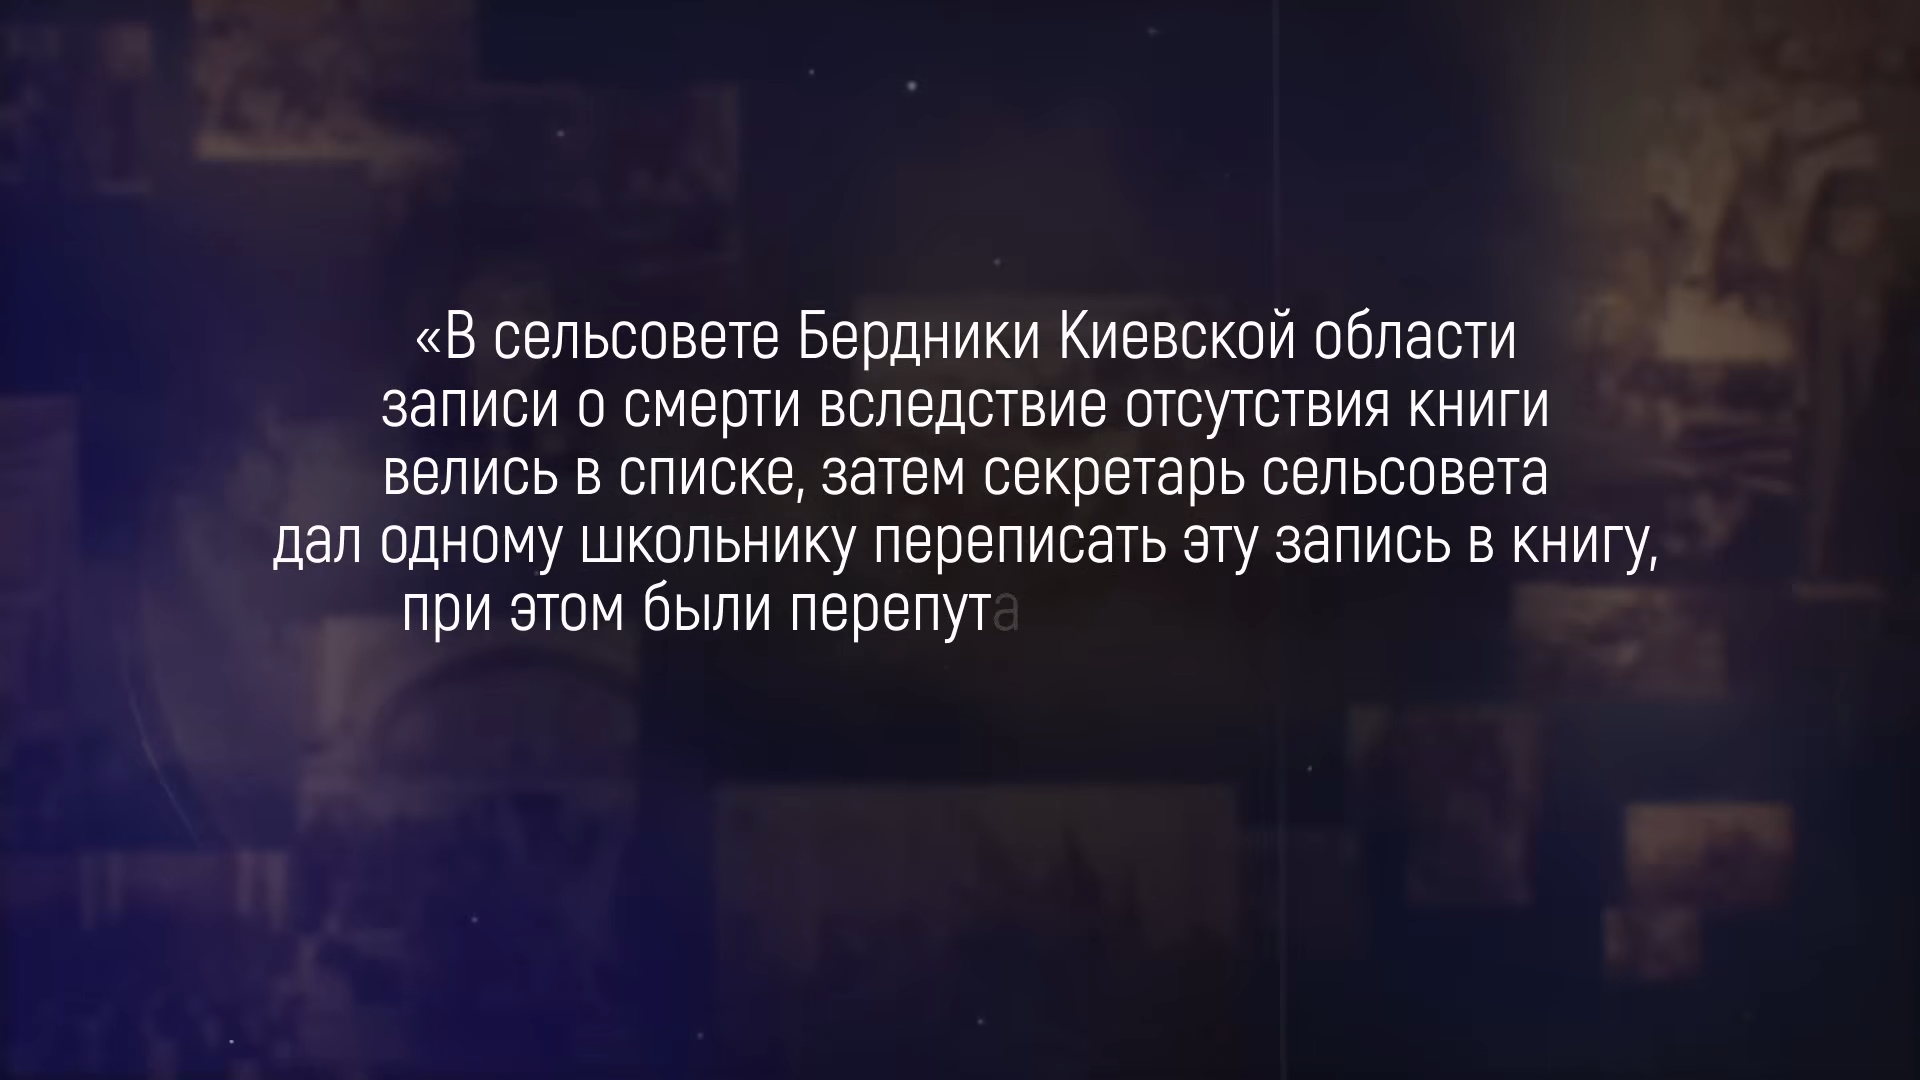 «В сельсовете Бердники Киевской области
записи о смерти вследствие отсутствия книги
велись в списке, затем секретарь сельсовета
дал одному школьнику переписать эту запись в книгу,
при этом были перепута